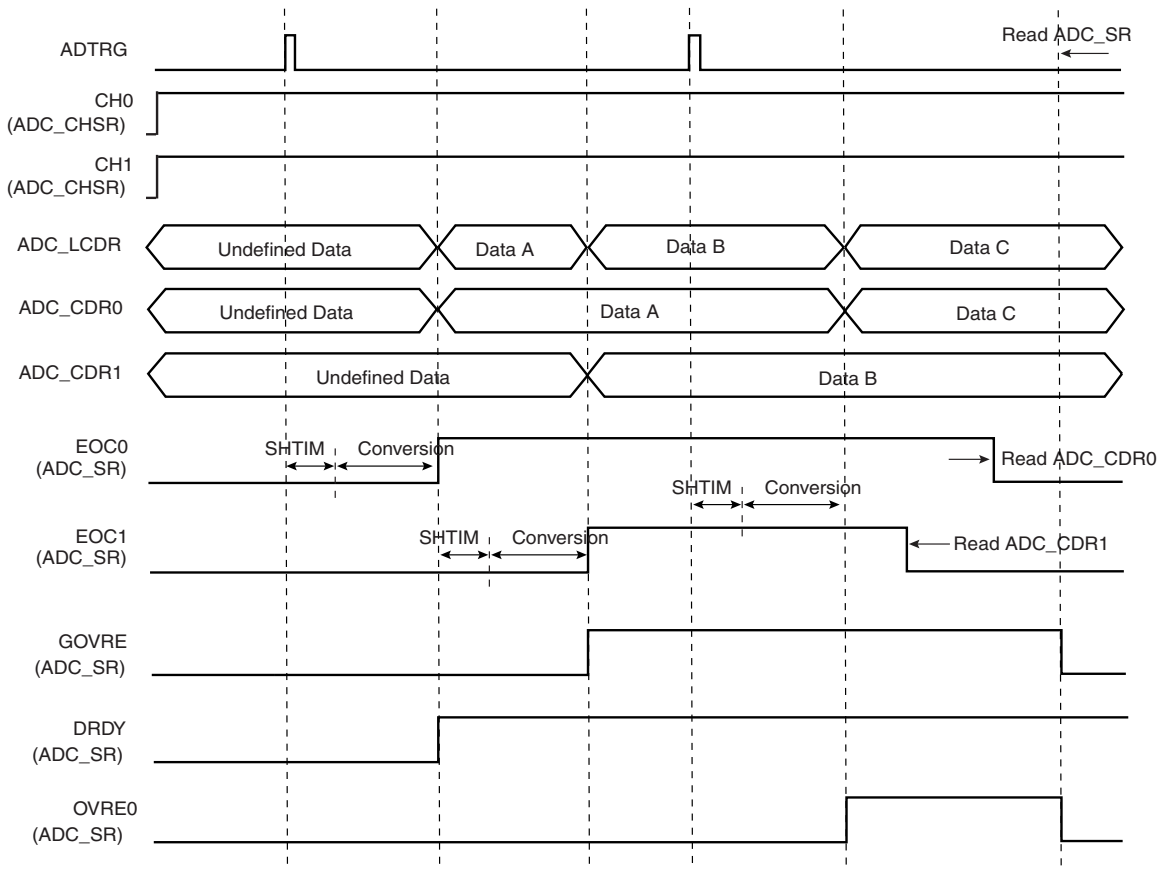 Read ADC_SR
ADTRG
CH0
(ADC_CHSR)
CH1
(ADC_CHSR)
ADC_LCDR
Undefined Data
Data A
Data B
Data C
ADC_CDR0
Undefined Data
Data A
Data C
ADC_CDR1
Undefined Data
Data B
EOC0
(ADC_SR)
SHTIM
Conversion
Read ADC_CDR0
SHTIM
Conversion
EOC1
(ADC_SR)
SHTIM
Conversion
Read ADC_CDR1
GOVRE
(ADC_SR)
DRDY
(ADC_SR)
OVRE0
(ADC_SR)